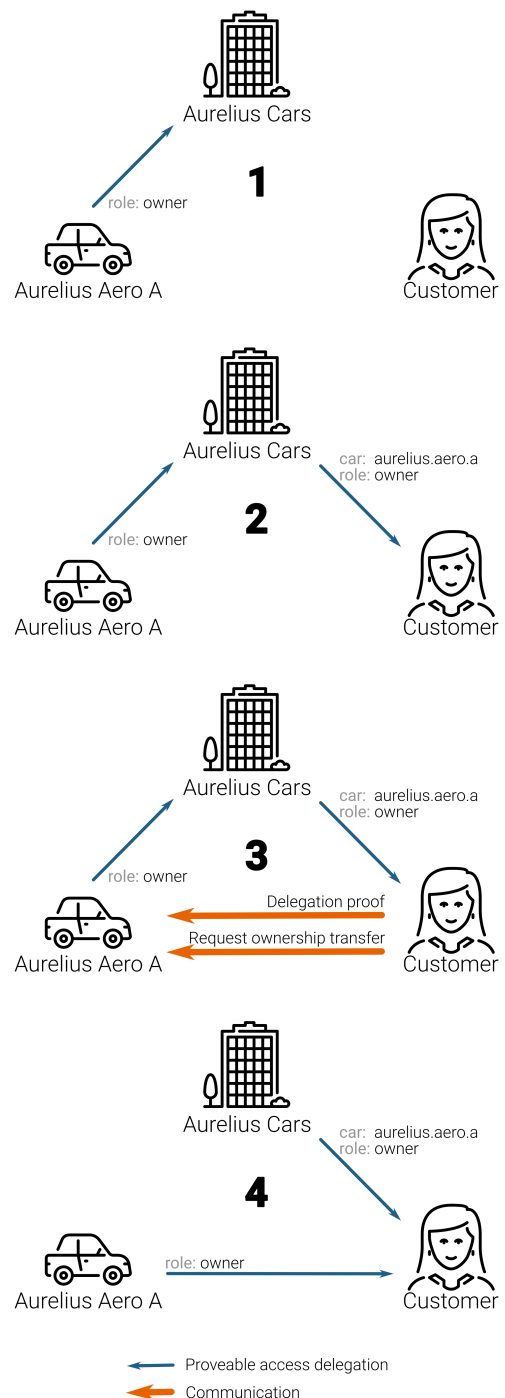 Aurelius Cars
1
role: owner
Aurelius Aero A
Customer
Aurelius Cars
car: aurelius.aero.a
role: owner
2
role: owner
Aurelius Aero A
Customer
Aurelius Cars
car: aurelius.aero.a
role: owner
3
role: owner
Delegation proof
Request ownership transfer
Aurelius Aero A
Customer
Aurelius Cars
car: aurelius.aero.a
role: owner
4
role: owner
Aurelius Aero A
Customer
Proveable access delegation
Communication